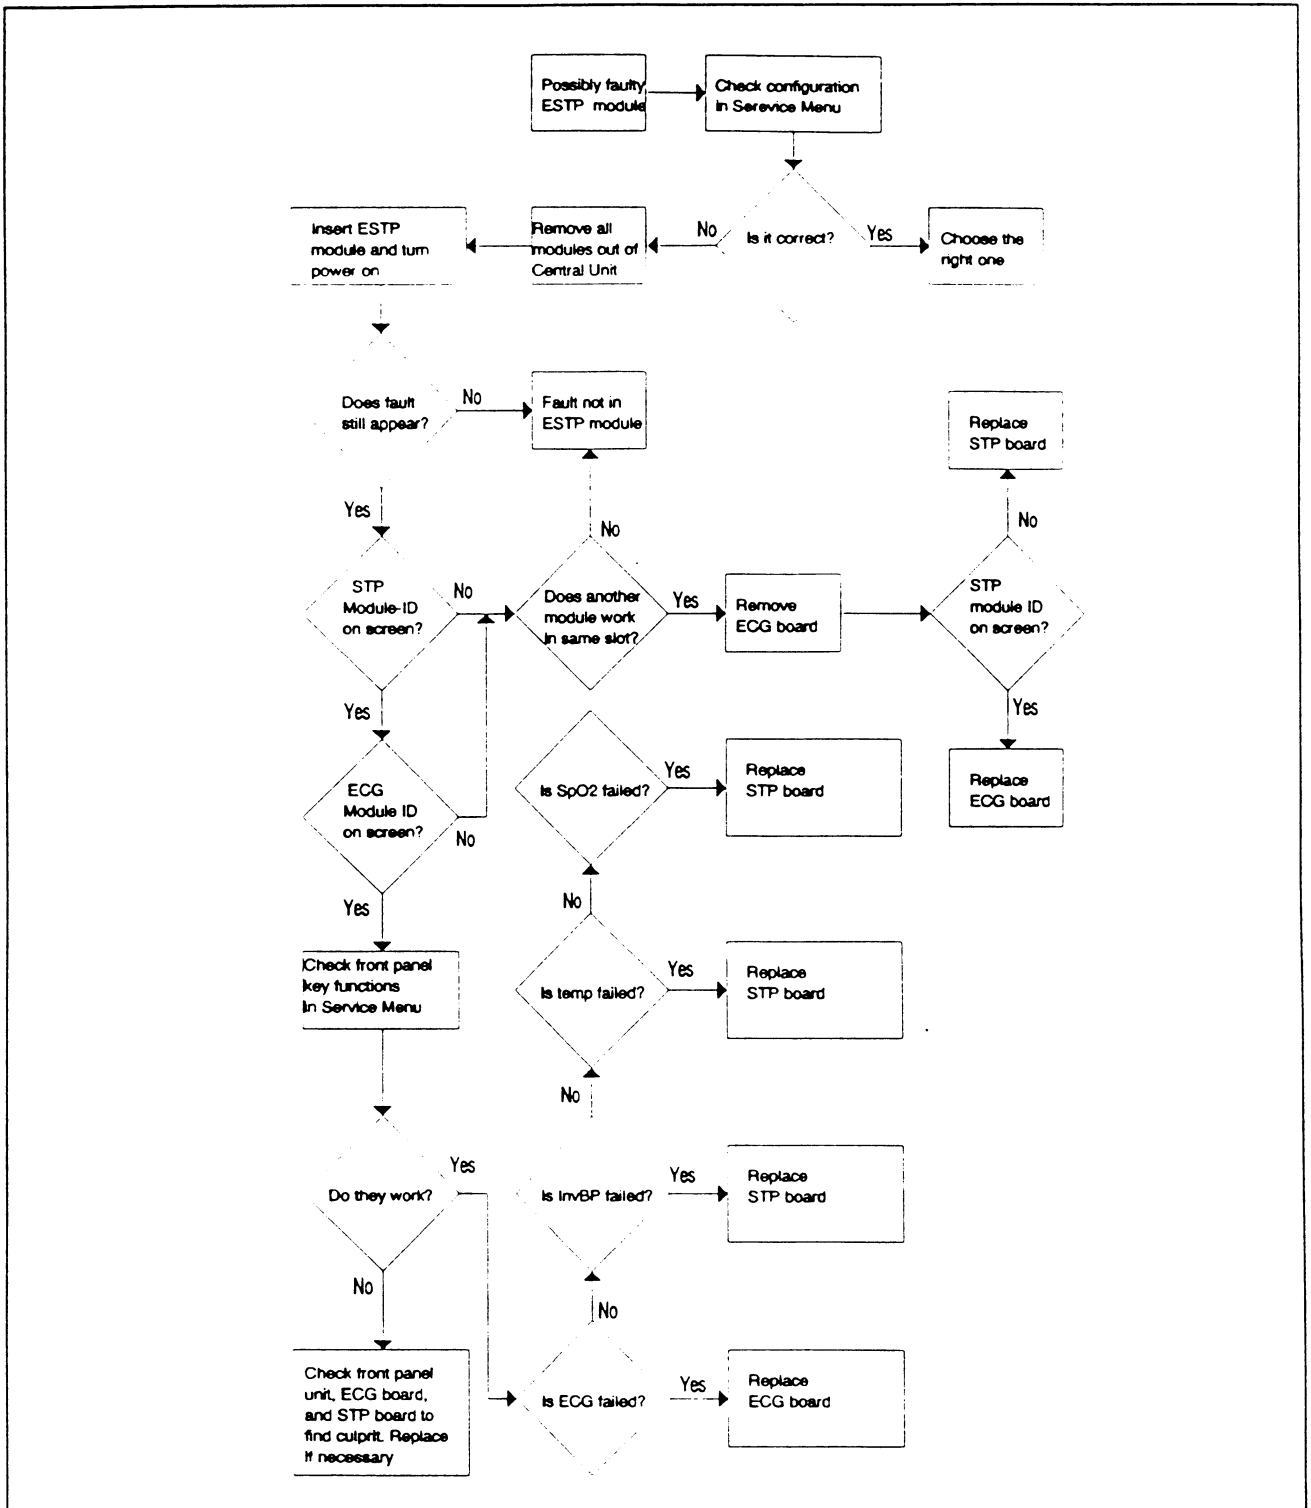 Possibly faulty
ESTP module
Check configuration
in Serevice Menu
Insert ESTP
module and turn
power on
Remove all
modules out of
Central Unit
No
Is it correct?
Yes
Choose the
right one
Does fault
still appear?
No
Fault not in
ESTP module
Replace
STP board
Yes
No
No
STP
Module-ID
on screen?
No
Does another
module work
in same slot?
Yes
Remove
ECG board
STP
module ID
on screen?
Yes
Yes
ECG
Module ID
on screen?
No
Is SpO2 failed?
Yes
Replace
STP board
Replace
ECG board
Yes
No
Check front panel
key functions
in Service Menu
Is temp failed?
Yes
Replace
STP board
No
Do they work?
Yes
Is InvBP failed?
Yes
Replace
STP board
No
No
Check front panel
unit, ECG board,
and STP board to
find culprit. Replace
if necessary
Is ECG failed?
Yes
Replace
ECG board